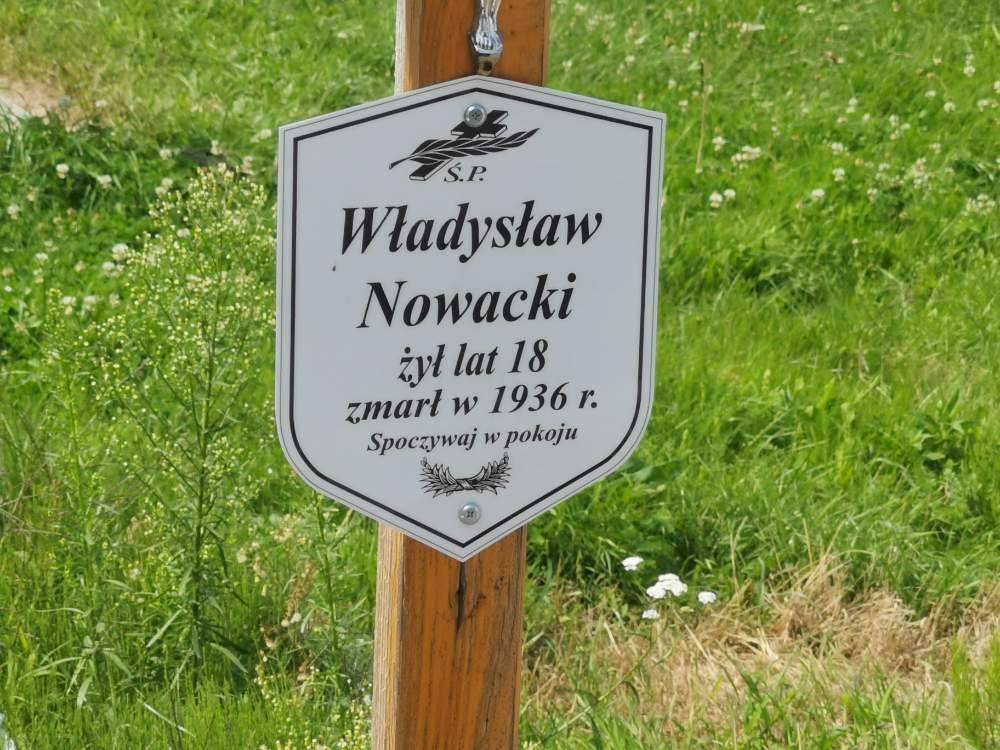 Ś.P.
Władysław
Nowacki
żył lat 18
zmarł w 1936 r.
Spoczywaj w pokoju